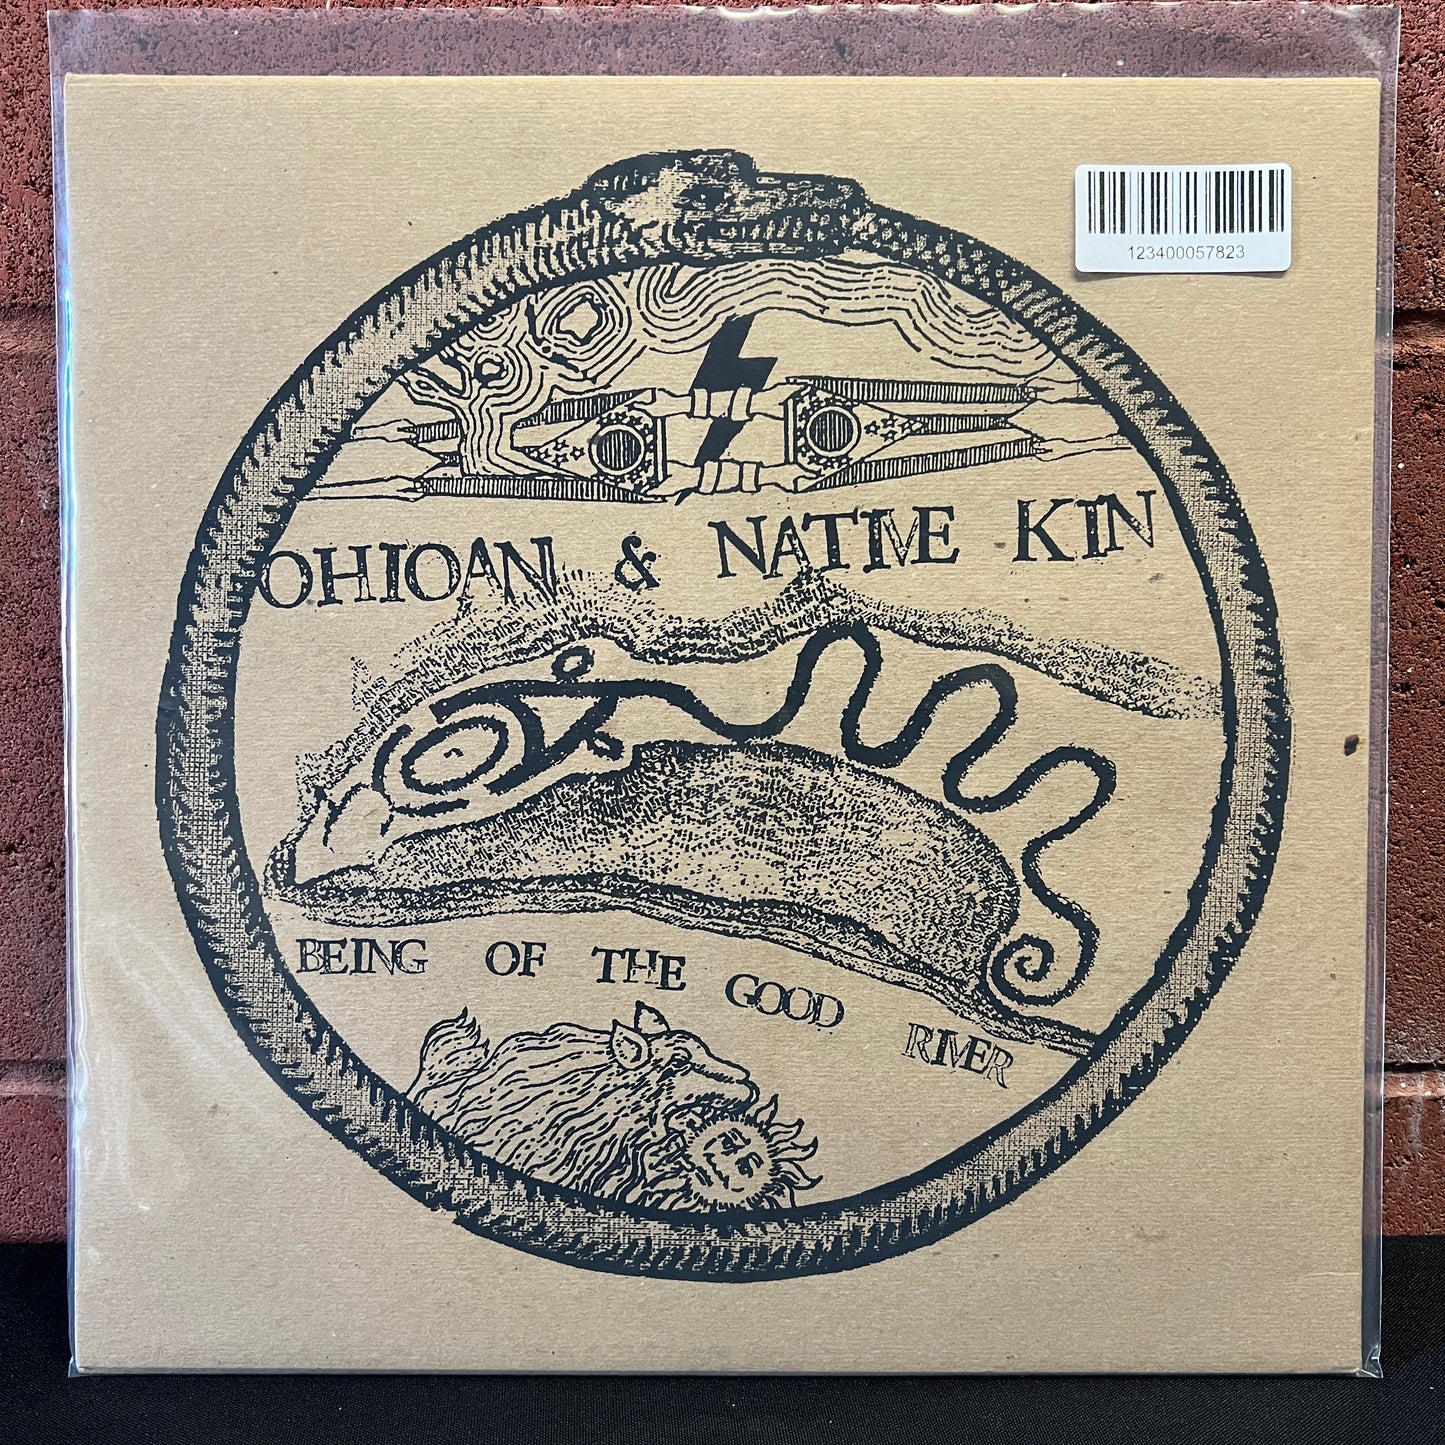 123400057823
OHIOAN & NATIVE KIN
BEING OF THE GOOD RIVER